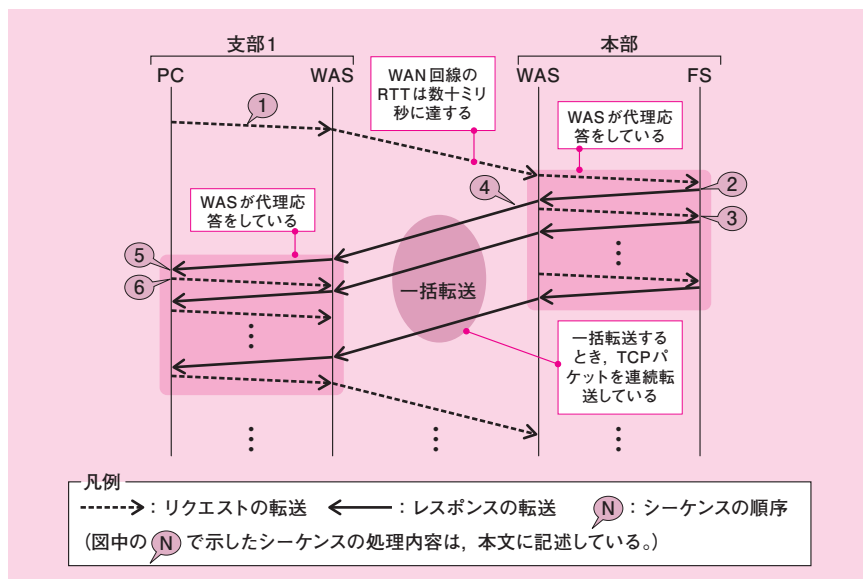 支部1
本部
PC
WAS
WAS
FS
WAN回線の
RTTは数十ミリ
秒に達する
1
WASが代理応
答をしている
2
4
WASが代理応
答をしている
3
5
6
一括転送
一括転送する
とき，TCPパ
ケットを連続転
送している
凡例
：リクエストの転送 ：レスポンスの転送 N ：シーケンスの順序
（図中の N で示したシーケンスの処理内容は，本文に記述している。）